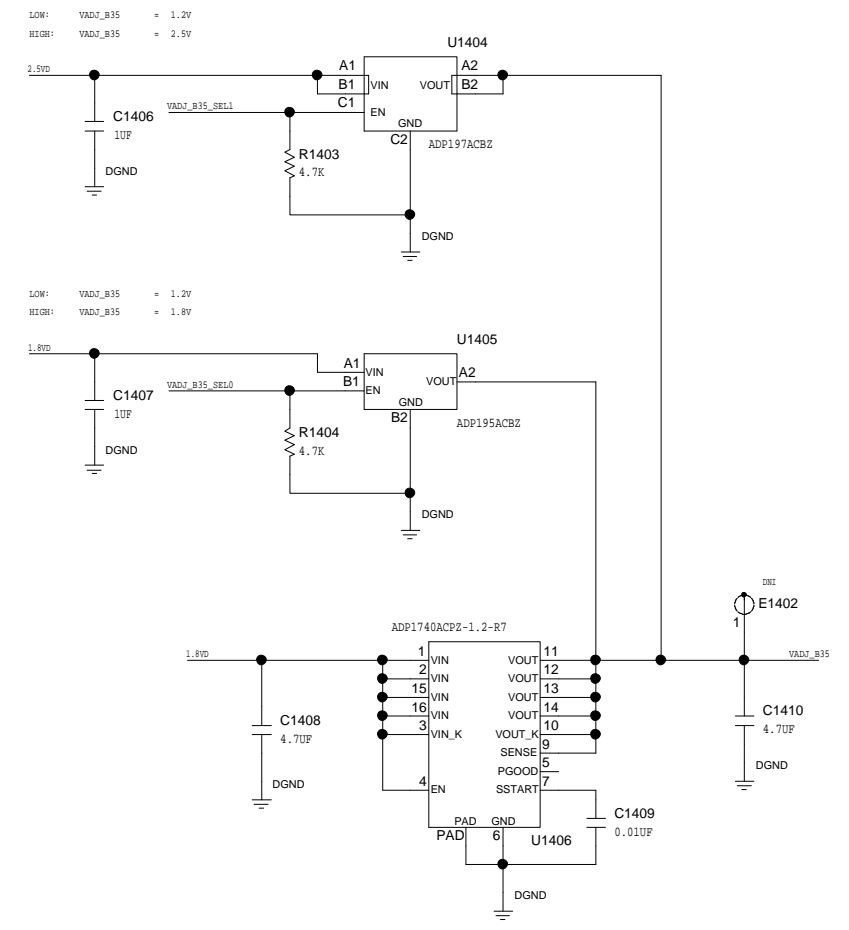 LOW: VADJ_B35 = 1.2V
HIGH: VADJ_B35 = 2.5V
U1404
2.5VD
A1
A2
B1
VIN
VOUT
B2
C1
VADJ_B35_SEL1
EN
C1406
1UF
GND
C2
ADP197ACBZ
R1403
4.7K
DGND
DGND
LOW: VADJ_B35 = 1.2V
HIGH: VADJ_B35 = 1.8V
U1405
1.8VD
A1
VIN
A2
B1
VOUT
VADJ_B35_SEL0
EN
C1407
1UF
GND
B2
ADP195ACBZ
R1404
4.7K
DGND
DGND
DNI
E1402
1
ADP1740ACPZ-1.2-R7
1.8VD
1 VIN VOUT 11
VADJ_B35
2 VIN VOUT 12
15 VIN VOUT 13
16 VIN VOUT 14
3 VIN_K VOUT_K 10
SENSE 9
PGOOD 5
4 EN SSTART 7
C1408
4.7UF
C1410
4.7UF
DGND
DGND
C1409
0.01UF
PAD GND
PAD 6
U1406
DGND